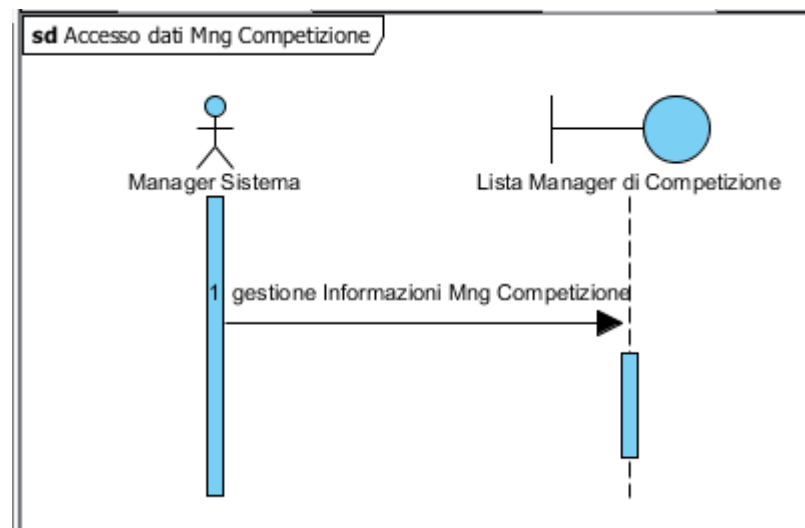 sd Accesso dati Mng Competizione
Manager Sistema
Lista Manager di Competizione
1 gestione Informazioni Mng Competizione